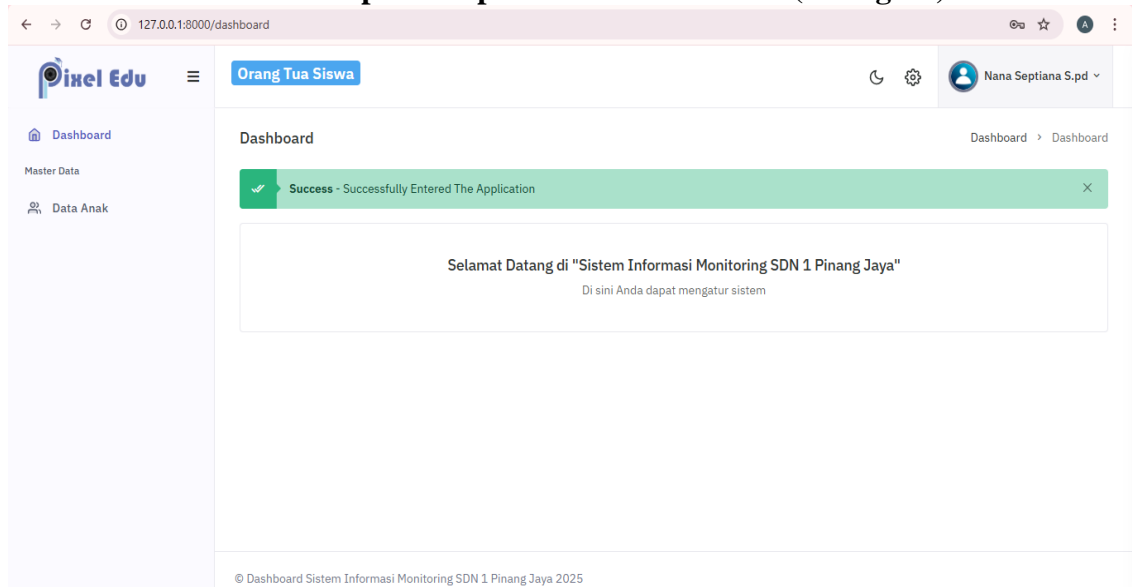 127.0.0.1:8000/dashboard
A
Pixel Edu
Orang Tua Siswa
Nana Septiana S.pd
Dashboard
Master Data
Data Anak
Dashboard
Dashboard > Dashboard
Success - Successfully Entered The Application
Selamat Datang di "Sistem Informasi Monitoring SDN 1 Pinang Jaya"
Di sini Anda dapat mengatur sistem
© Dashboard Sistem Informasi Monitoring SDN 1 Pinang Jaya 2025